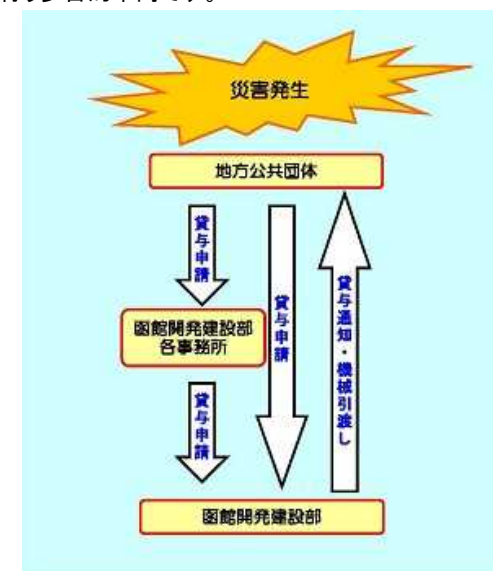 災害発生
地方公共団体
貸与申請
函館開発建設部
各事務所
貸与申請
貸与申請
貸与通知・機械引渡し
函館開発建設部